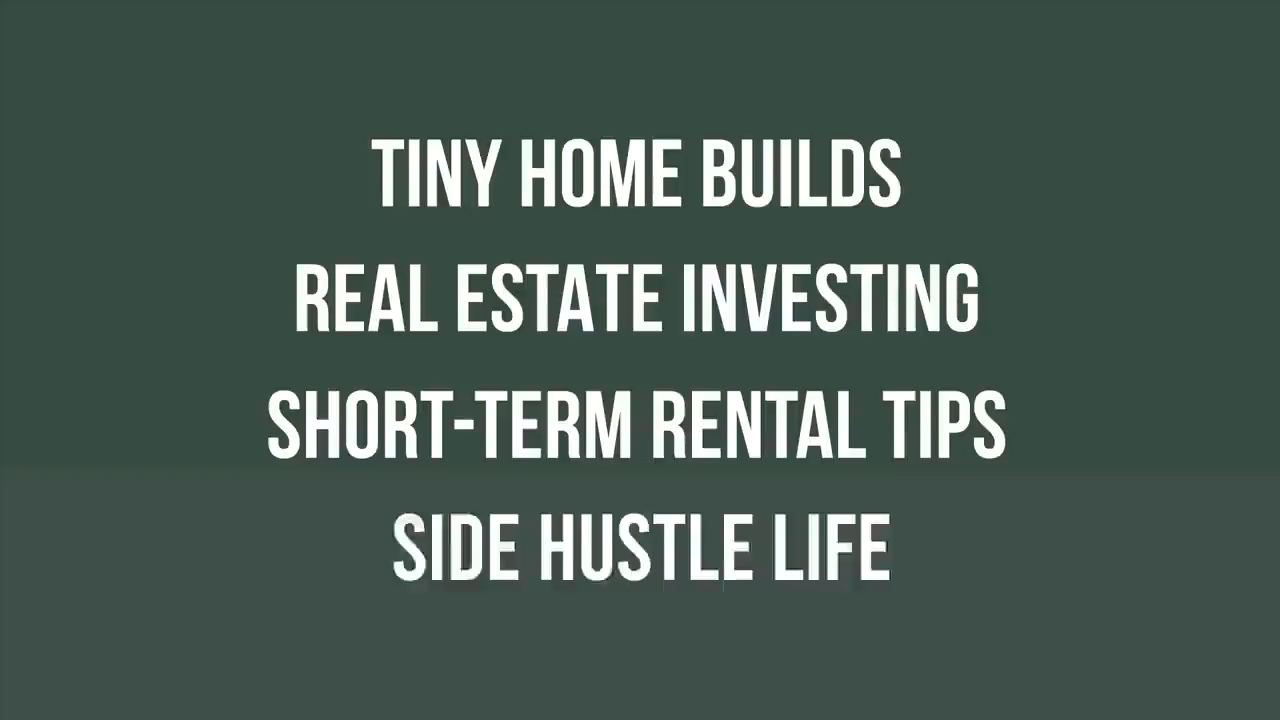 TINY HOME BUILDS
REAL ESTATE INVESTING
SHORT-TERM RENTAL TIPS
SIDE HUSTLE LIFE